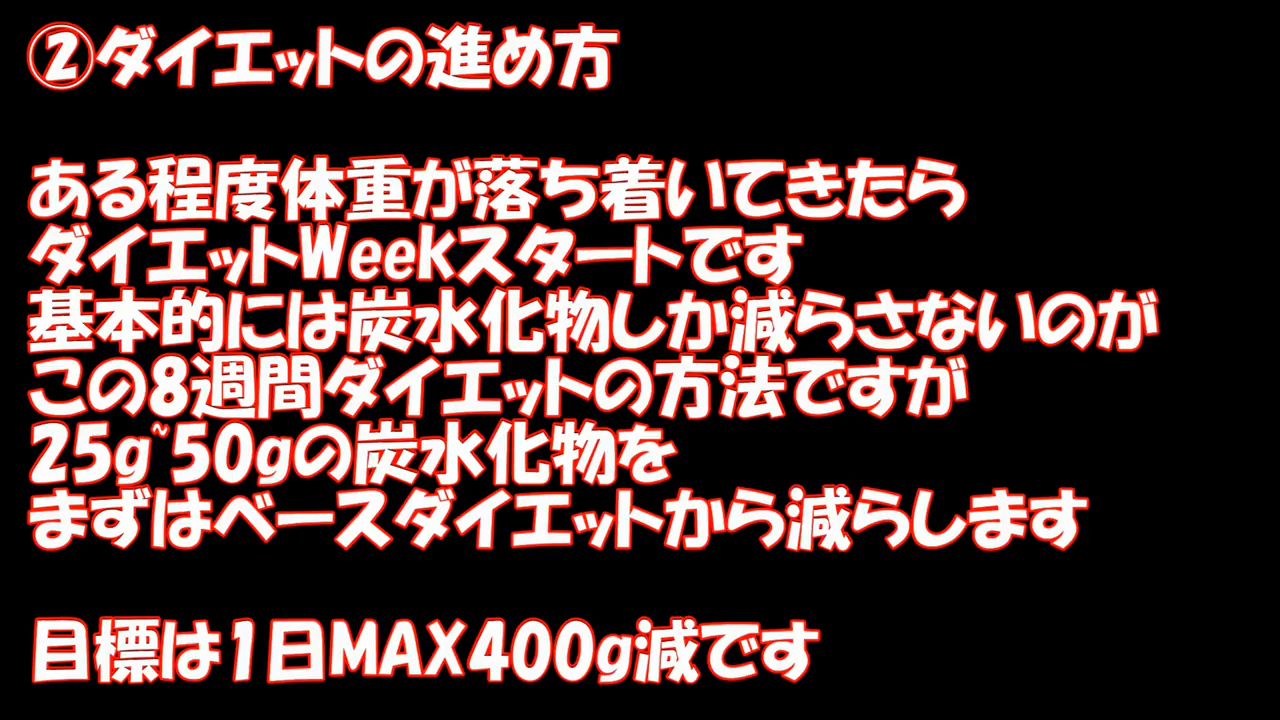 ②ダイエットの進め方
ある程度体重が落ち着いてきたら
ダイエットWeekスタートです
基本的には炭水化物しか減らさないのが
この8週間ダイエットの方法ですが
25g~50gの炭水化物を
まずはベースダイエットから減らします
目標は1日MAX400g減です